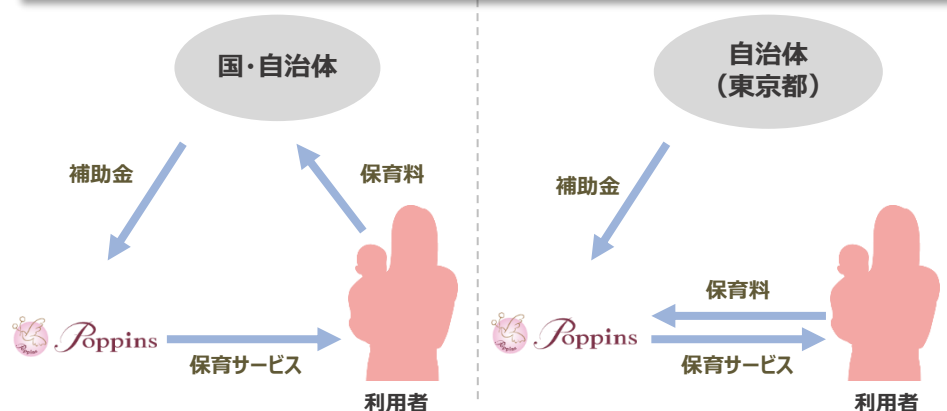 国・自治体
補助金
保育料
Poppins
保育サービス
利用者
自治体
（東京都）
補助金
保育料
Poppins
保育サービス
利用者